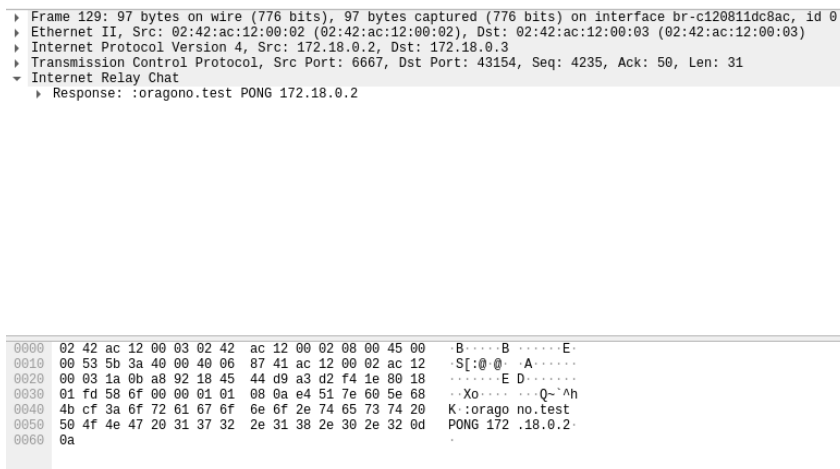 Frame 129: 97 bytes on wire (776 bits), 97 bytes captured (776 bits) on interface br-c120811dc8ac, id 0
Ethernet II, Src: 02:42:ac:12:00:02 (02:42:ac:12:00:02), Dst: 02:42:ac:12:00:03 (02:42:ac:12:00:03)
Internet Protocol Version 4, Src: 172.18.0.2, Dst: 172.18.0.3
Transmission Control Protocol, Src Port: 6667, Dst Port: 43154, Seq: 4235, Ack: 50, Len: 31
Internet Relay Chat
Response: :oragono.test PONG 172.18.0.2
0000 02 42 ac 12 00 03 02 42 ac 12 00 02 08 00 45 00 ·B·····B ······E·
0010 00 53 5b 3a 40 00 40 06 87 41 ac 12 00 02 ac 12 ·S[:@·@· ·A······
0020 00 03 1a 0b a8 92 18 45 44 d9 a3 d2 f4 1e 80 18 ·······E D·······
0030 01 fd 58 6f 00 00 01 01 08 0a e4 51 7e 60 5e 68 ··Xo···· ···Q~`^h
0040 4b cf 3a 6f 72 61 67 6f 6e 6f 2e 74 65 73 74 20 K·:orago no.test
0050 50 4f 4e 47 20 31 37 32 2e 31 38 2e 30 2e 32 0d PONG 172 .18.0.2·
0060 0a ·